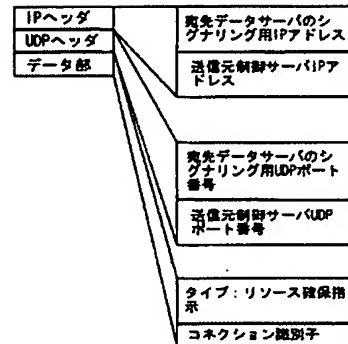 IPヘッダ
UDPヘッダ
データ部
宛先データサーバのシ
グナリング用IPアドレス
送信元制御サーバIPア
ドレス
宛先データサーバのシ
グナリング用UDPポート
番号
送信元制御サーバUDP
ポート番号
タイプ：リソース確保指
示
コネクション識別子